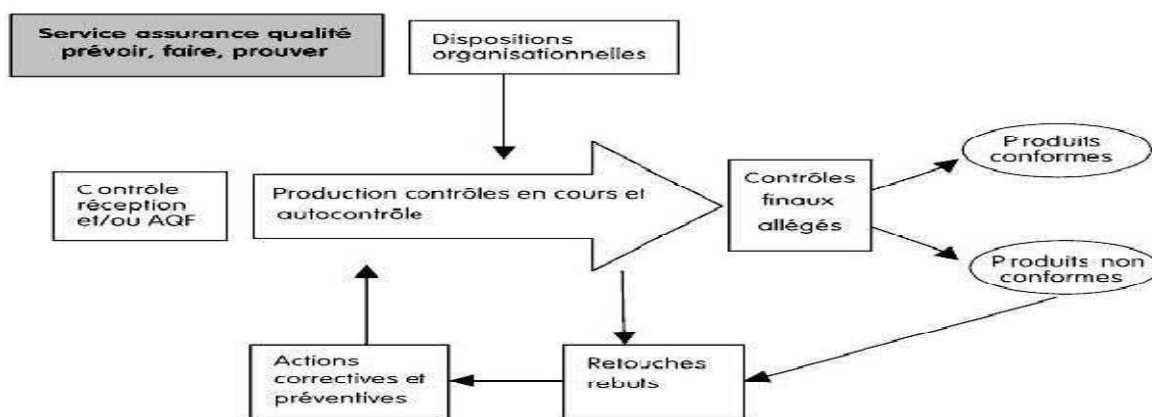 Service assurance qualité
prévoir, faire, prouver
Dispositions
organisationnelles
Contrôle
réception
et/ou AQF
Production contrôles en cours et
autocontrôle
Contrôles
finaux
allégés
Produits
conformes
Produits non
conformes
Actions
correctives et
préventives
Retouches
rebuts